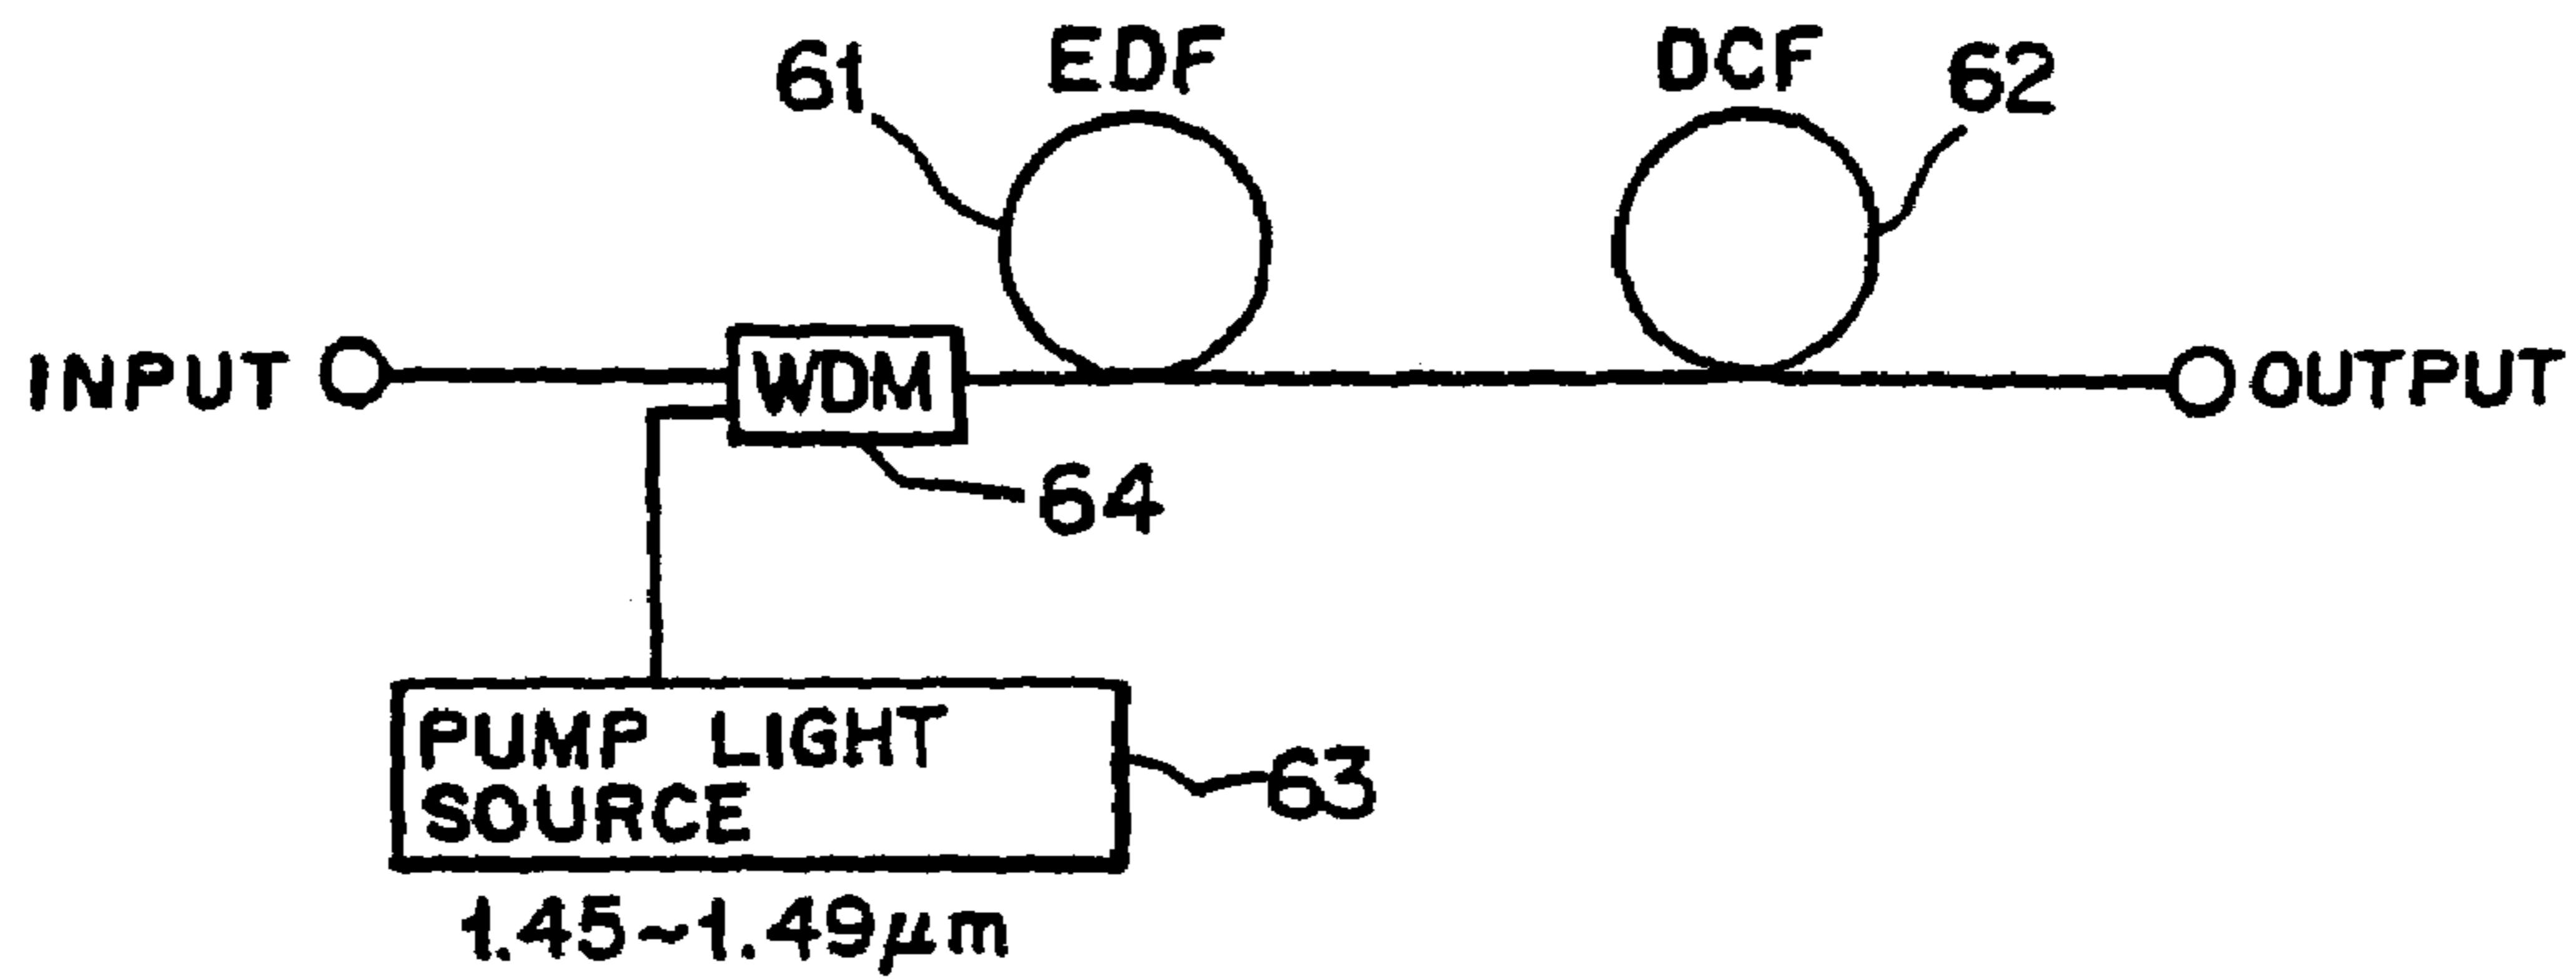 61
EDF
DCF
62
INPUT
WDM
OUTPUT
64
PUMP LIGHT
SOURCE
63
1.45~1.49μm